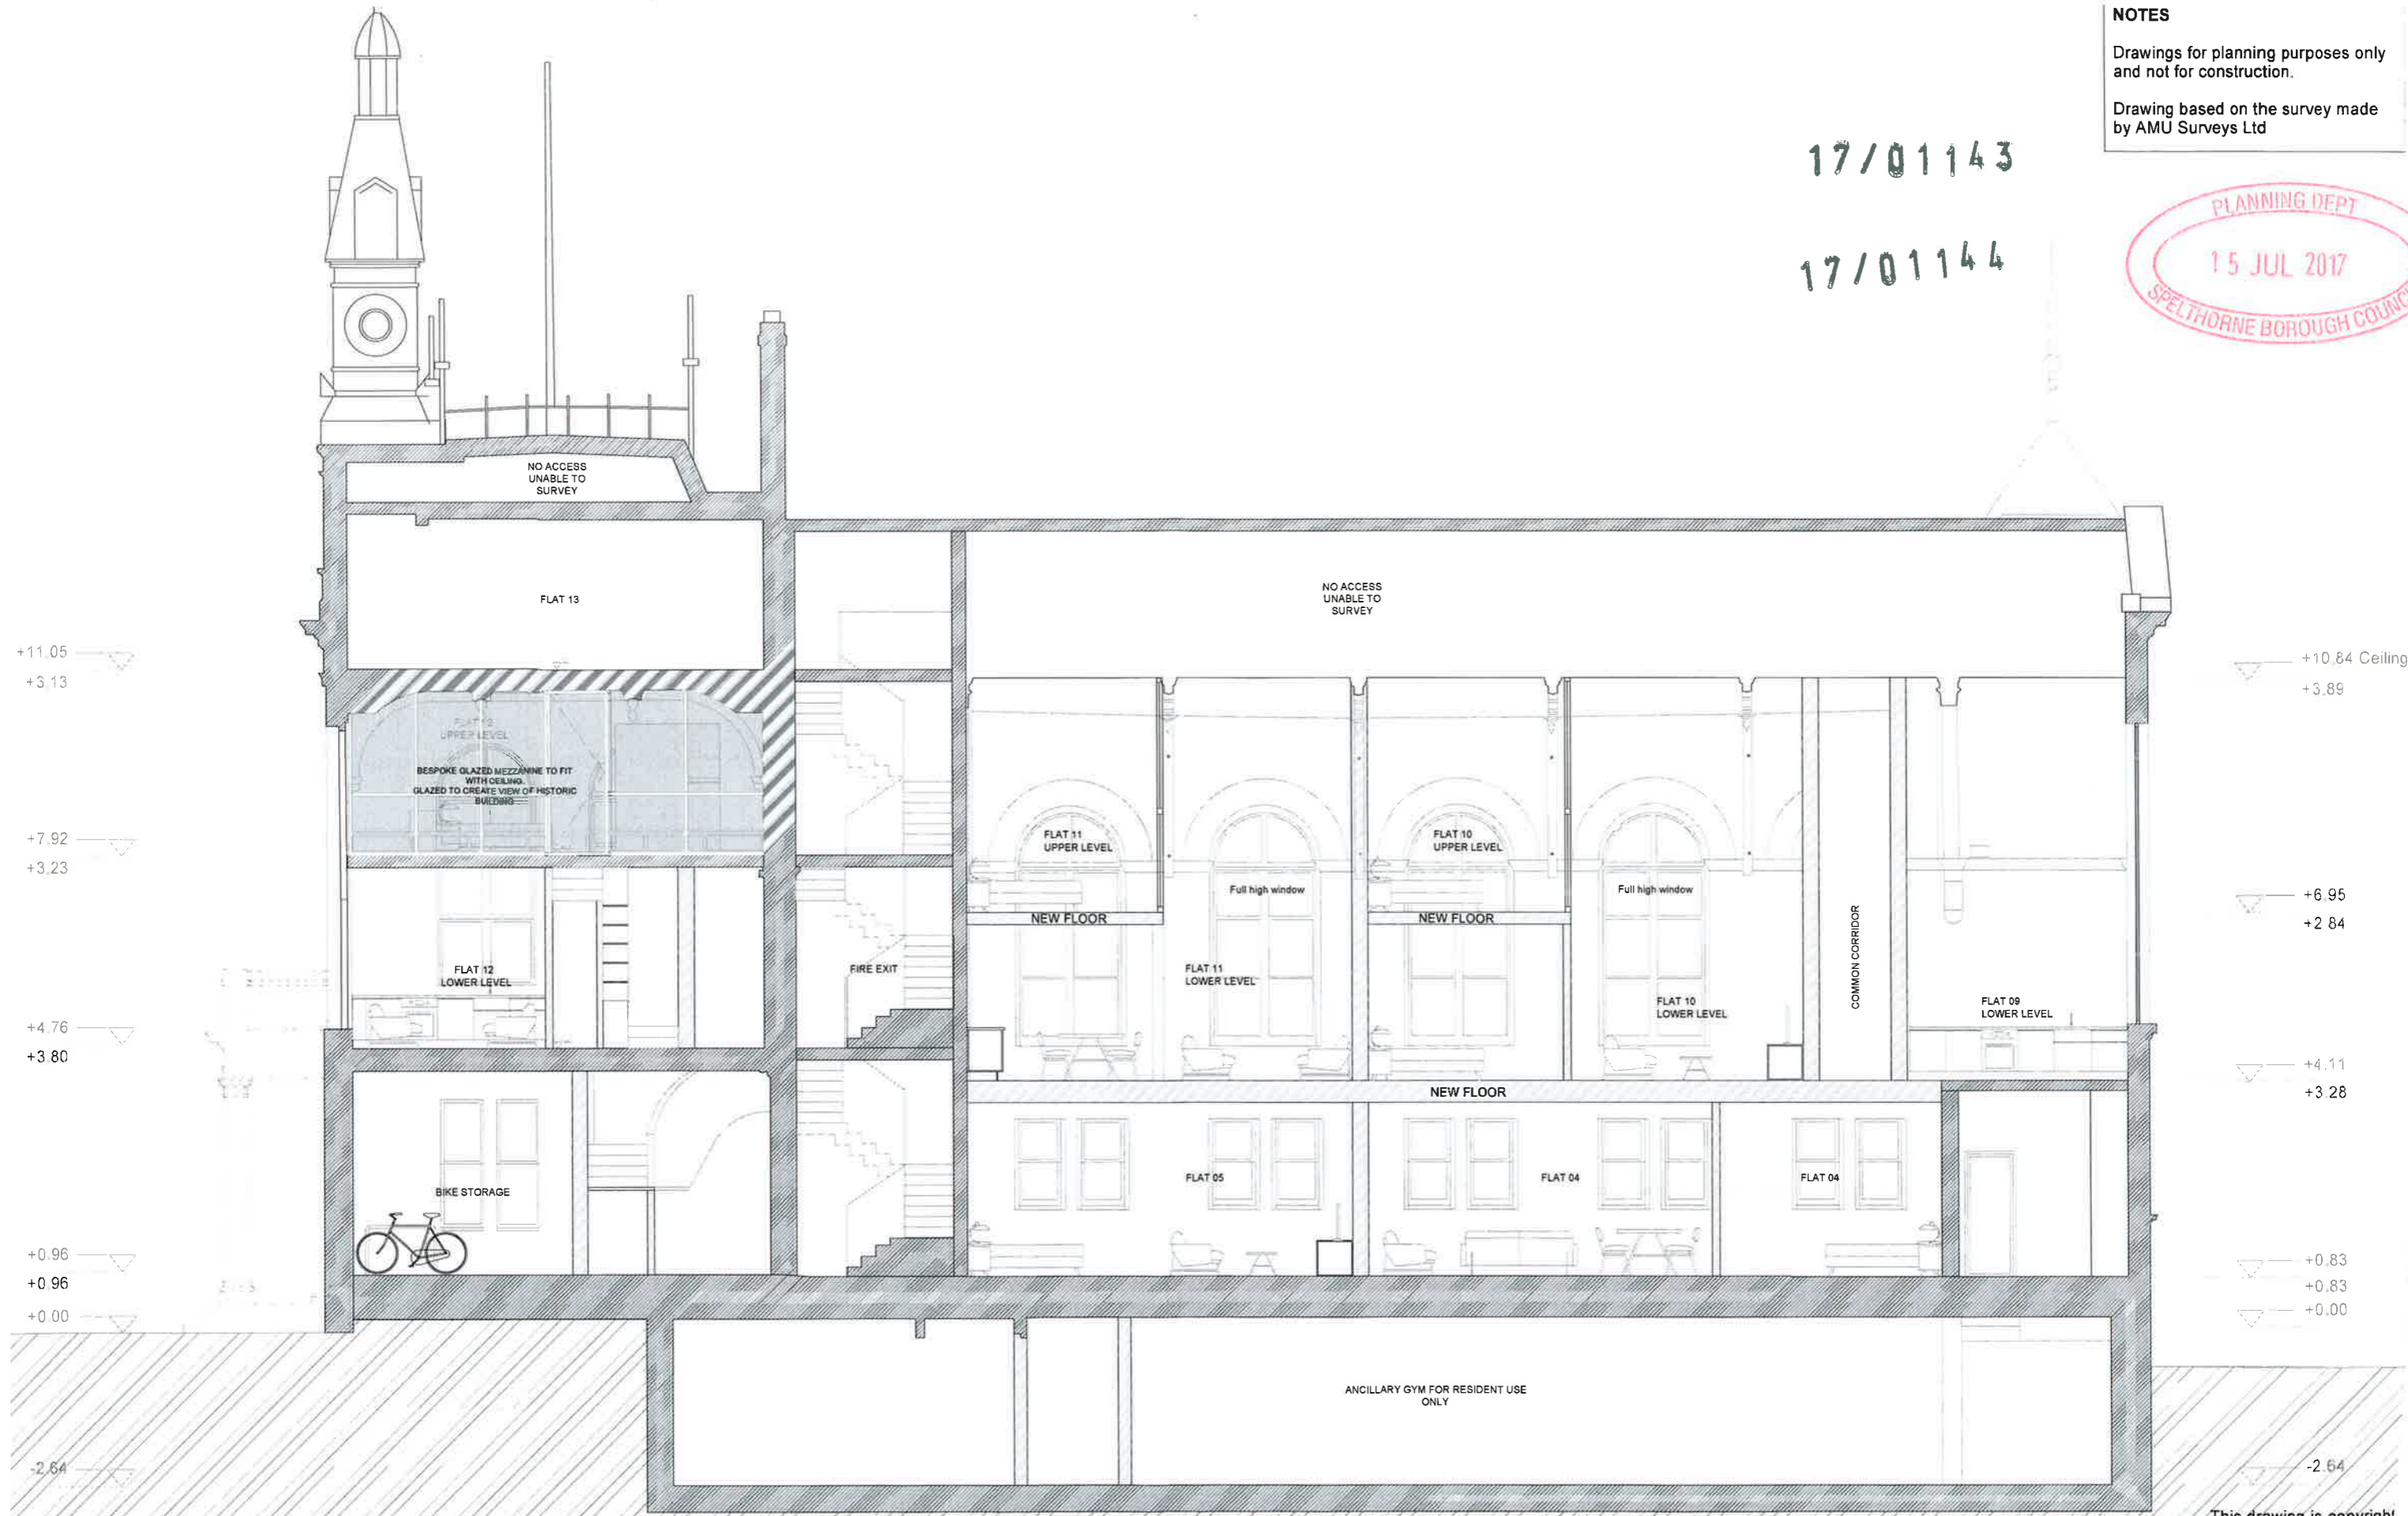 NOTES
Drawings for planning purposes only
and not for construction.
Drawing based on the survey made
by AMU Surveys Ltd
17/01143
17/01144
PLANNING DEPT
15 JUL 2017
SPELTHORNE BOROUGH
NO ACCESS
UNABLE TO
SURVEY
FLAT 13
NO ACCESS
UNABLE TO
SURVEY
+11.05
+3.13
+10.84 Ceiling
+3.89
FLAT 12
UPPER LEVEL
BESPOKE GLAZED MEZZANINE TO FIT
WITH CEILING.
GLAZED TO CREATE VIEW OF HISTORIC
BUILDING
+7.92
+3.23
FLAT 11
UPPER LEVEL
FLAT 10
UPPER LEVEL
Full high window
Full high window
NEW FLOOR
NEW FLOOR
+6.95
+2.84
COMMON CORRIDOR
FLAT 12
LOWER LEVEL
FIRE EXIT
FLAT 11
LOWER LEVEL
FLAT 10
LOWER LEVEL
FLAT 09
LOWER LEVEL
+4.76
+3.80
+4.11
+3.28
NEW FLOOR
BIKE STORAGE
FLAT 05
FLAT 04
FLAT 04
+0.96
+0.96
+0.00
+0.83
+0.83
+0.00
ANCILLARY GYM FOR RESIDENT USE
ONLY
-2.64
-2.64
This drawing is copyright